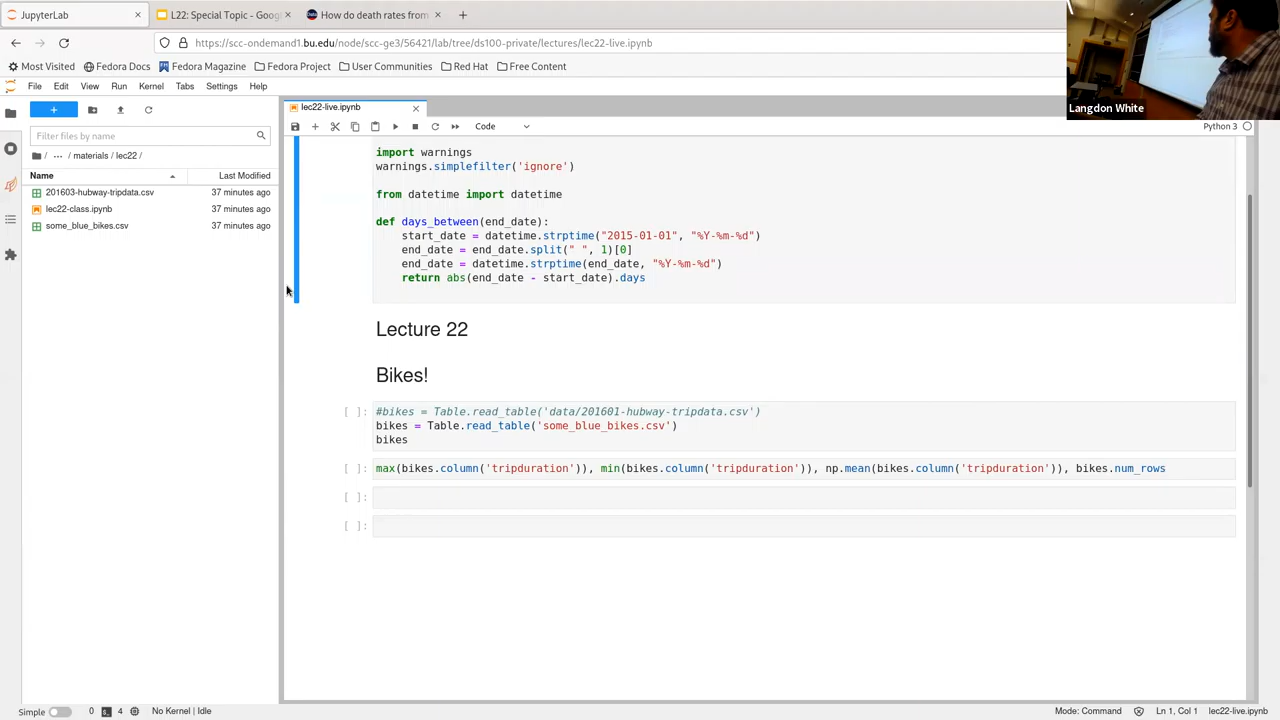 JupyterLab
L22: Special Topic - Goog
How do death rates from
https://scc-ondemand1.bu.edu/node/scc-ge3/56421/lab/tree/ds100-private/lectures/lec22-live.ipynb
Most Visited Fedora Docs Fedora Magazine Fedora Project User Communities Red Hat Free Content
Langdon White
File Edit View Run Kernel Tabs Settings Help
lec22-live.ipynb
Code
Python 3
Filter files by name
/ ··· / materials / lec22 /
Name Last Modified
201603-hubway-tripdata.csv 37 minutes ago
lec22-class.ipynb 37 minutes ago
some_blue_bikes.csv 37 minutes ago
import warnings
warnings.simplefilter('ignore')
from datetime import datetime
def days_between(end_date):
start_date = datetime.strptime("2015-01-01", "%Y-%m-%d")
end_date = end_date.split(" ", 1)[0]
end_date = datetime.strptime(end_date, "%Y-%m-%d")
return abs(end_date - start_date).days
Lecture 22
Bikes!
[ ]: #bikes = Table.read_table('data/201601-hubway-tripdata.csv')
bikes = Table.read_table('some_blue_bikes.csv')
bikes
[ ]: max(bikes.column('tripduration')), min(bikes.column('tripduration')), np.mean(bikes.column('tripduration')), bikes.num_rows
[ ]:
[ ]:
Simple 0 4 No Kernel | Idle Mode: Command Ln 1, Col 1 lec22-live.ipynb